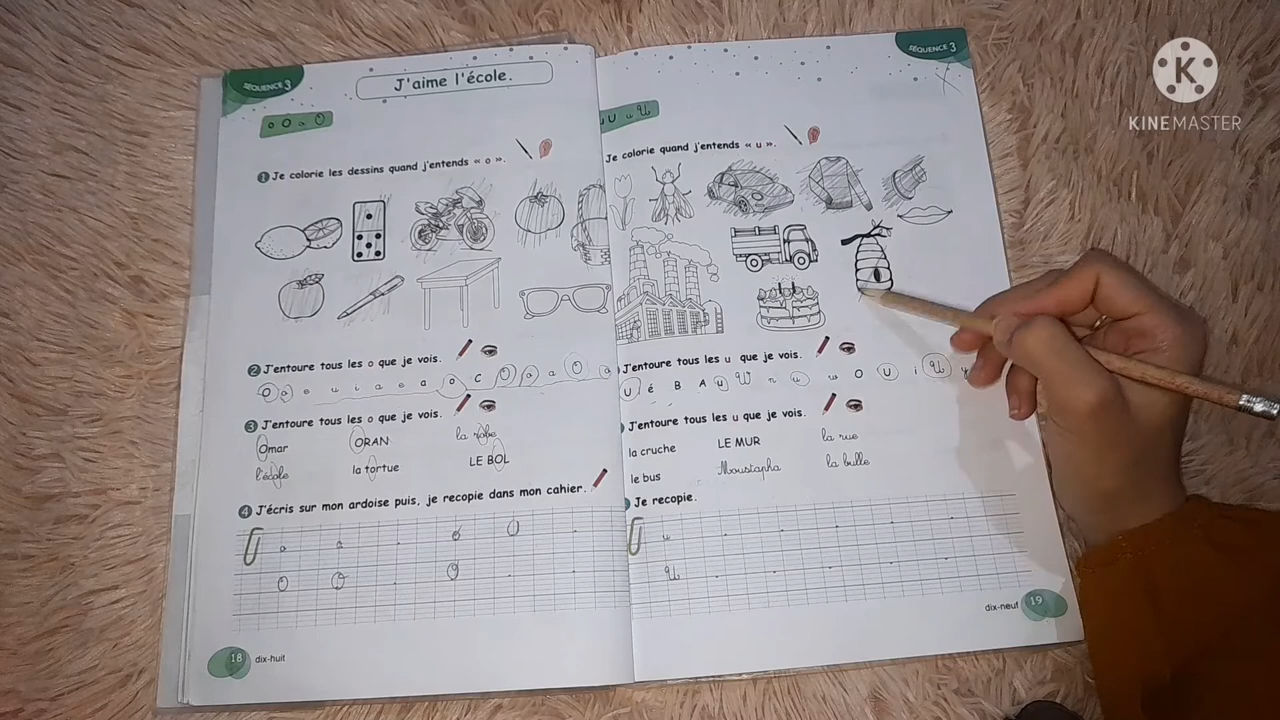 SÉQUENCE 3
J'aime l'école.
o O o O
1 Je colorie les dessins quand j'entends « o ».
2 J'entoure tous les o que je vois.
O o e u i a e a o c O o a O a
3 J'entoure tous les o que je vois.
Omar ORAN la robe
l'école la tortue LE BOL
4 J'écris sur mon ardoise puis, je recopie dans mon cahier.
18 dix-huit
SÉQUENCE 3
U u U
Je colorie quand j'entends « u ».
J'entoure tous les u que je vois.
U é B A u n u w O U i U
J'entoure tous les u que je vois.
la cruche LE MUR la rue
le bus Moustapha la bulle
Je recopie.
u
U
dix-neuf 19
K
KINEMASTER